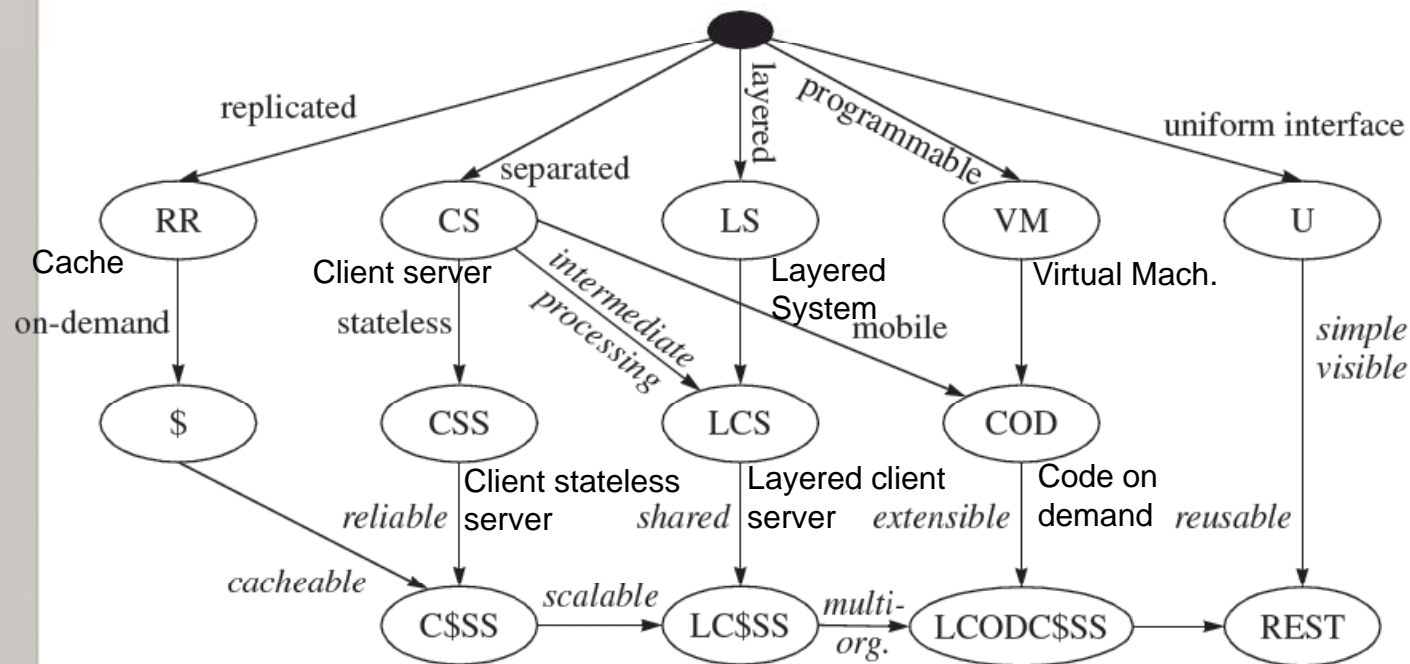 layered
programmable
replicated
uniform interface
separated
RR
CS
LS
VM
U
Cache
Client server
Layered
System
Virtual Mach.
intermediate
processing
on-demand
stateless
mobile
simple
visible
$
CSS
LCS
COD
Client stateless
server
Layered client
server
Code on
demand
reliable
shared
extensible
reusable
cacheable
scalable
multi-
org.
C$SS
LC$SS
LCODC$SS
REST